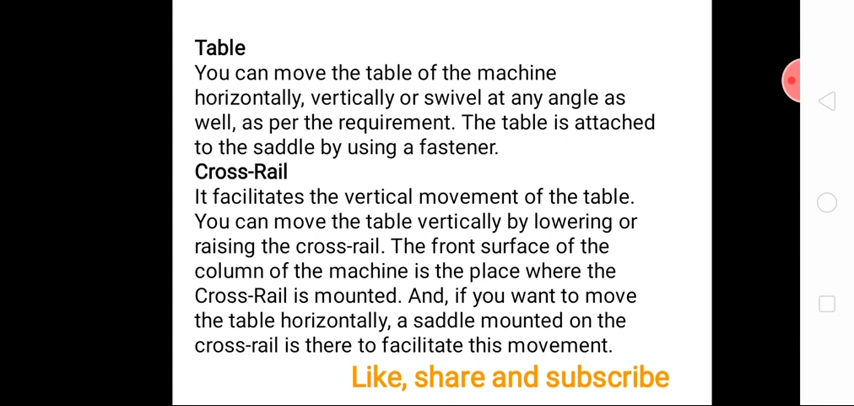 Table
You can move the table of the machine
horizontally, vertically or swivel at any angle as
well, as per the requirement. The table is attached
to the saddle by using a fastener.
Cross-Rail
It facilitates the vertical movement of the table.
You can move the table vertically by lowering or
raising the cross-rail. The front surface of the
column of the machine is the place where the
Cross-Rail is mounted. And, if you want to move
the table horizontally, a saddle mounted on the
cross-rail is there to facilitate this movement.
Like, share and subscribe